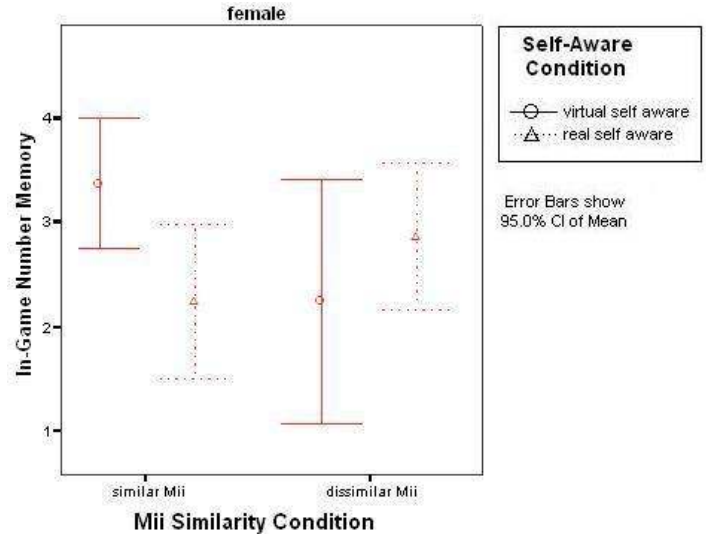 female
Self-Aware
Condition
virtual self aware
real self aware
Error Bars show
95.0% CI of Mean
In-Game Number Memory
4
3
2
1
similar Mii
dissimilar Mii
Mii Similarity Condition